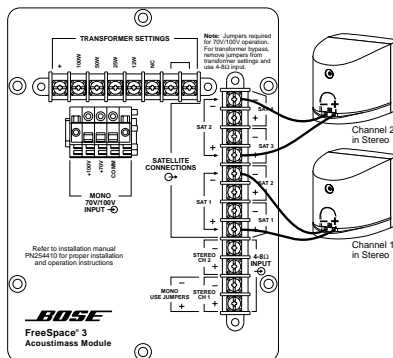 TRANSFORMER SETTINGS
+
100W
50W
25W
12W
NC
Note: Jumpers required
for 70V/100V operation.
For transformer bypass,
remove jumpers from
transformer settings and
use 4-8Ω input.
+100V
+70V
COMM
MONO
70V/100V
INPUT
SATELLITE
CONNECTIONS
SAT 2
SAT 1
−
+
−
+
−
+
−
+
−
+
−
+
SAT 3
SAT 2
SAT 1
STEREO
CH 2
STEREO
CH 1
4-8Ω
INPUT
MONO
USE JUMPERS
−
+
Channel 2
in Stereo
Channel 1
in Stereo
Refer to installation manual
PN254410 for proper installation
and operation instructions
BOSE
FreeSpace® 3
Acoustimass Module